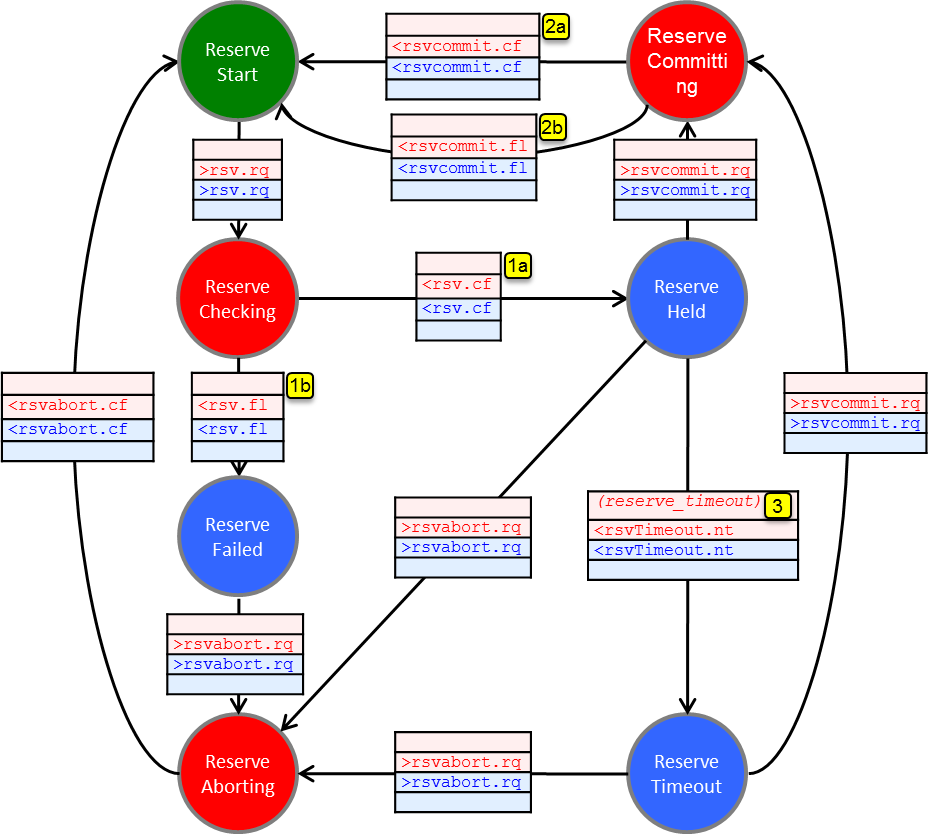 2a
Reserve
Start
<rsvcommit.cf
<rsvcommit.cf
Reserve
Committi
ng
2b
<rsvcommit.fl
<rsvcommit.fl
>rsv.rq
>rsv.rq
>rsvcommit.rq
>rsvcommit.rq
1a
Reserve
Checking
<rsv.cf
<rsv.cf
Reserve
Held
1b
<rsvabort.cf
<rsvabort.cf
<rsv.fl
<rsv.fl
>rsvcommit.rq
>rsvcommit.rq
Reserve
Failed
>rsvabort.rq
>rsvabort.rq
(reserve_timeout)
3
<rsvTimeout.nt
<rsvTimeout.nt
>rsvabort.rq
>rsvabort.rq
Reserve
Aborting
>rsvabort.rq
>rsvabort.rq
Reserve
Timeout